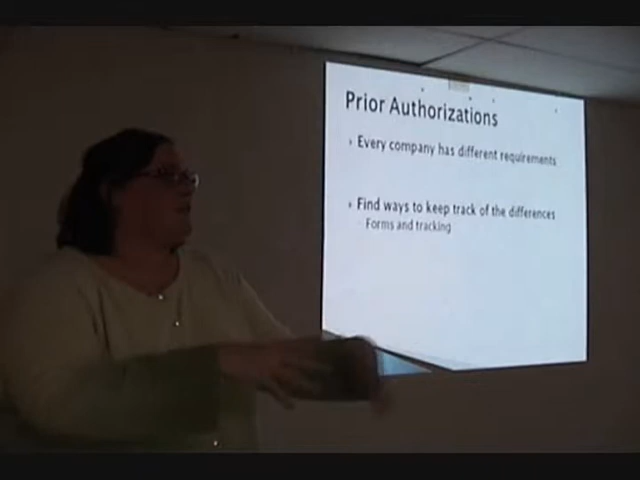 Prior Authorizations
Every company has different requirements
Find ways to keep track of the differences
Forms and tracking